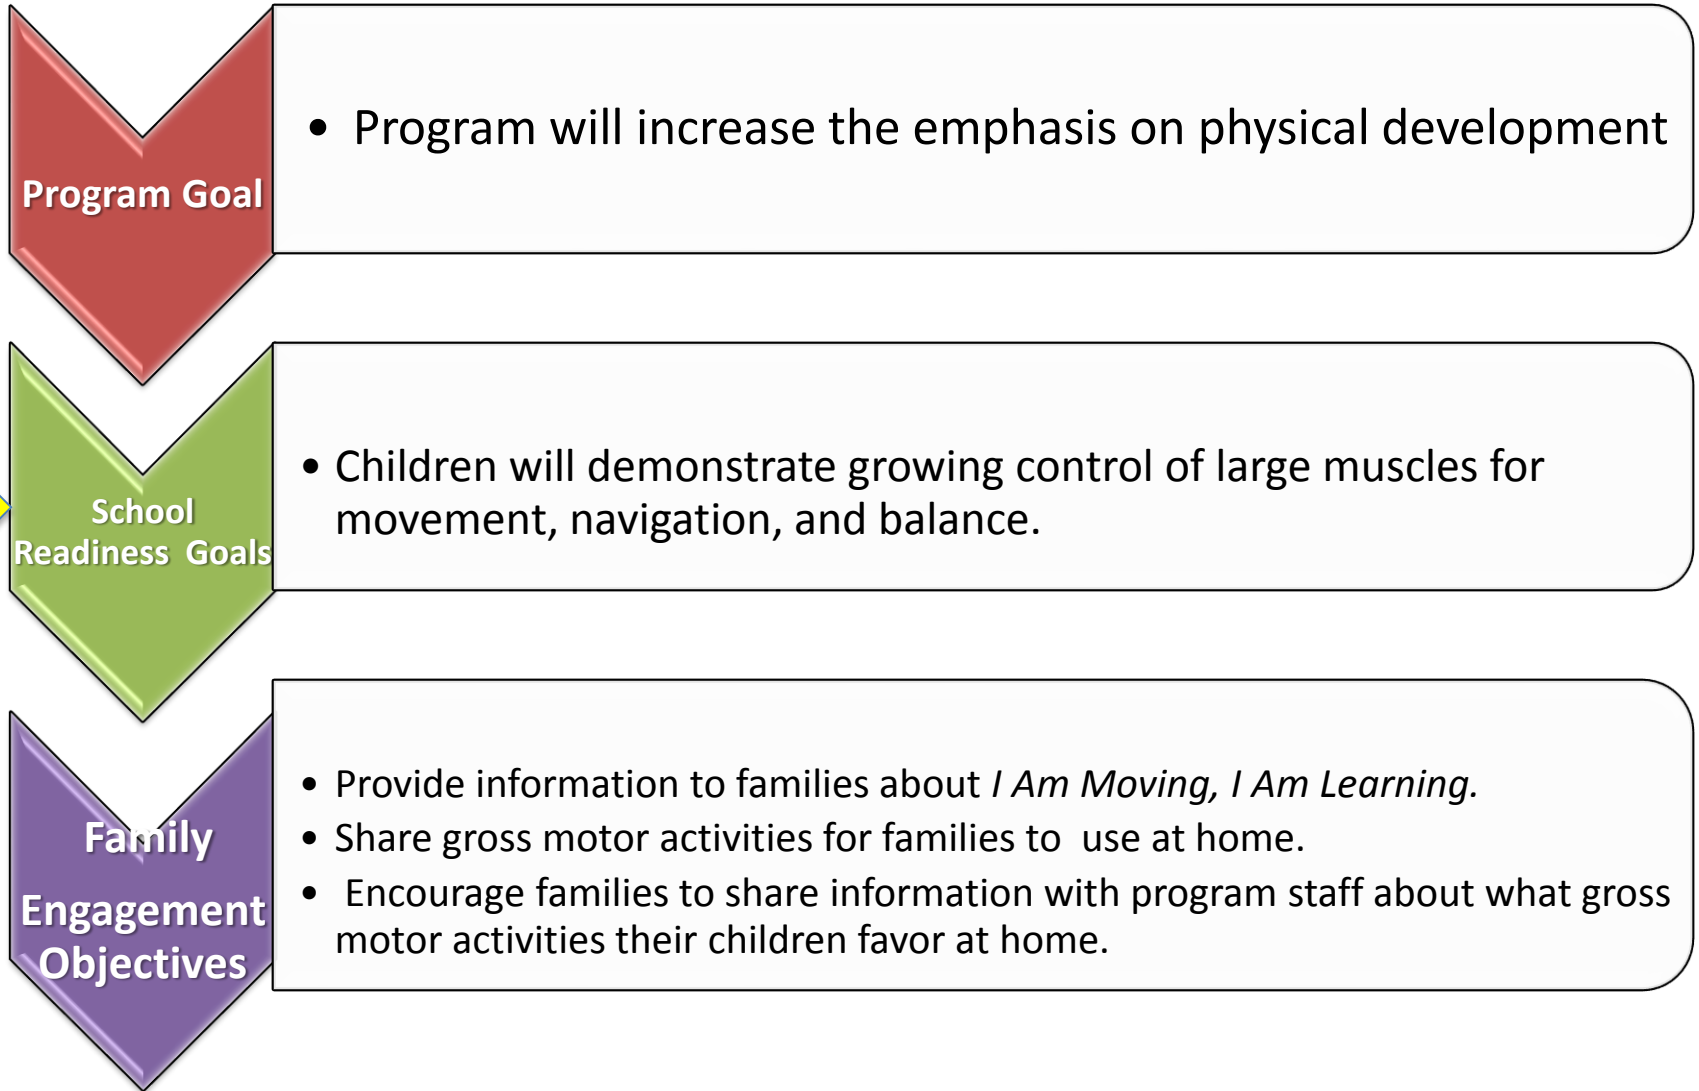 Program Goal
• Program will increase the emphasis on physical development
School
Readiness Goals
• Children will demonstrate growing control of large muscles for
movement, navigation, and balance.
Family
Engagement
Objectives
• Provide information to families about I Am Moving, I Am Learning.
• Share gross motor activities for families to use at home.
• Encourage families to share information with program staff about what gross
motor activities their children favor at home.